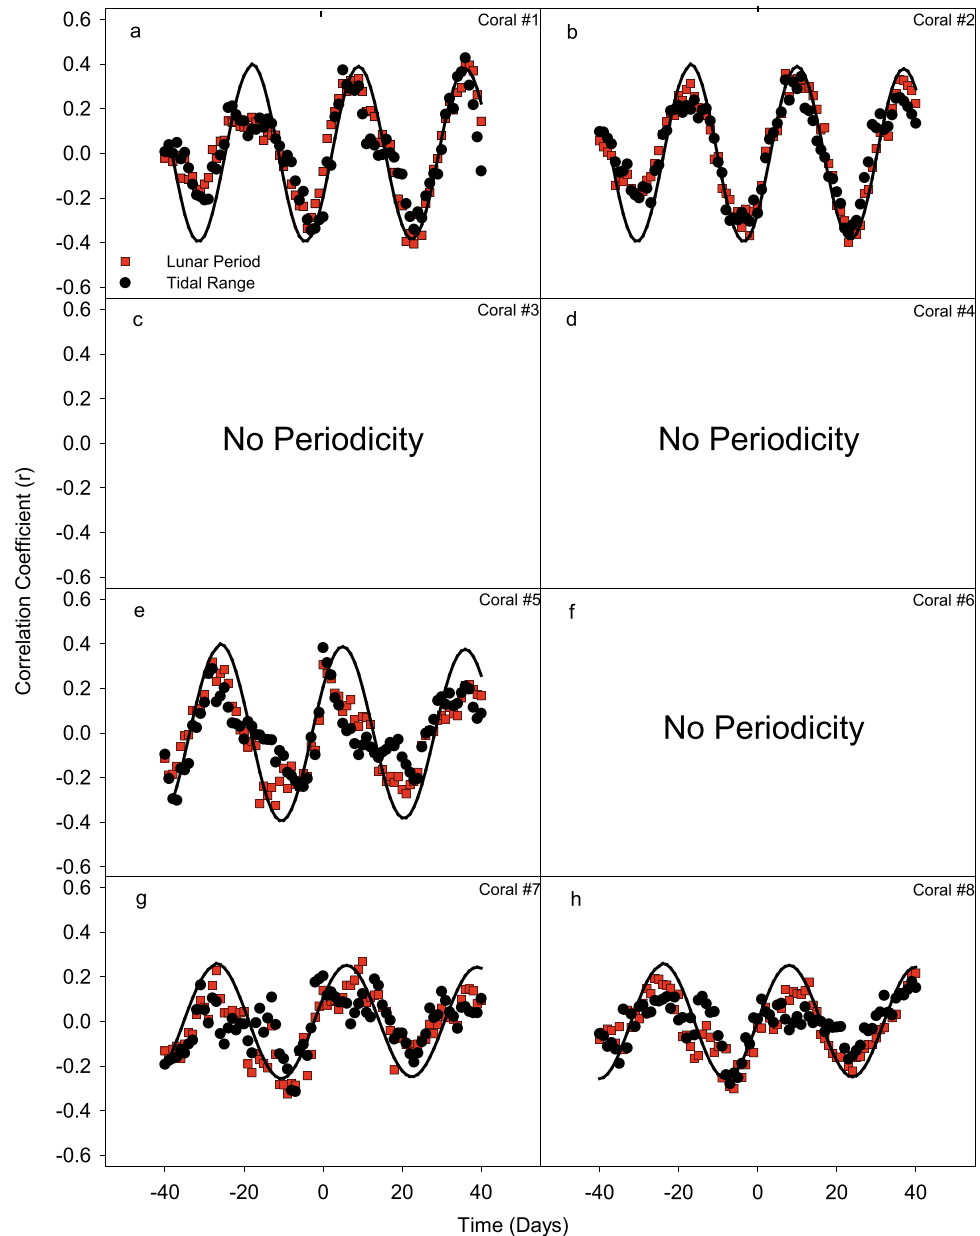 a
Coral #1
b
Coral #2
0.6
0.4
0.2
0.0
-0.2
-0.4
-0.6
Lunar Period
Tidal Range
c
Coral #3
d
Coral #4
0.6
0.4
0.2
0.0
-0.2
-0.4
-0.6
No Periodicity
No Periodicity
Correlation Coefficient (r)
e
Coral #5
f
Coral #6
0.6
0.4
0.2
0.0
-0.2
-0.4
-0.6
No Periodicity
g
Coral #7
h
Coral #8
0.6
0.4
0.2
0.0
-0.2
-0.4
-0.6
-40 -20 0 20 40
-40 -20 0 20 40
Time (Days)